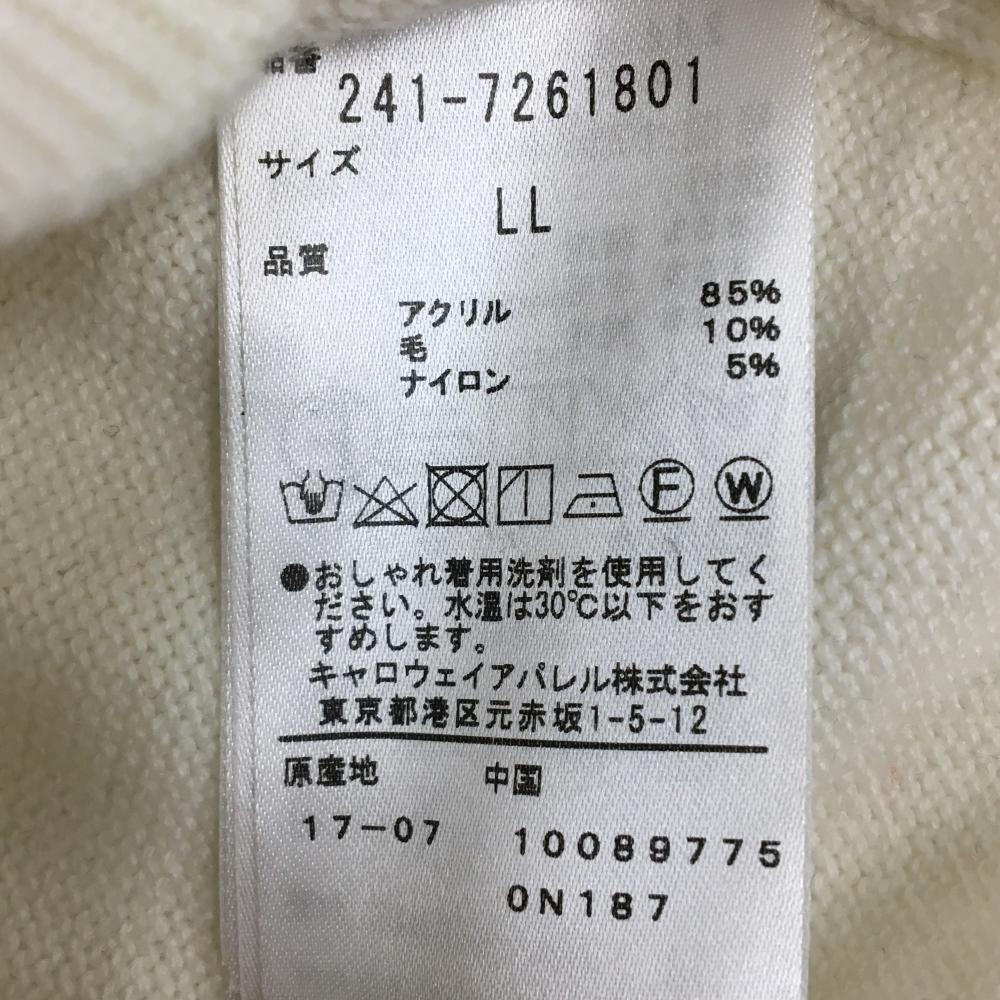 品番
241-7261801
サイズ
LL
品質
アクリル 85%
毛 10%
ナイロン 5%
F W
●おしゃれ着用洗剤を使用してく
ださい。水温は30℃以下をおす
すめします。
キャロウェイアパレル株式会社
東京都港区元赤坂1-5-12
原産地 中国
17-07 10089775
0N187